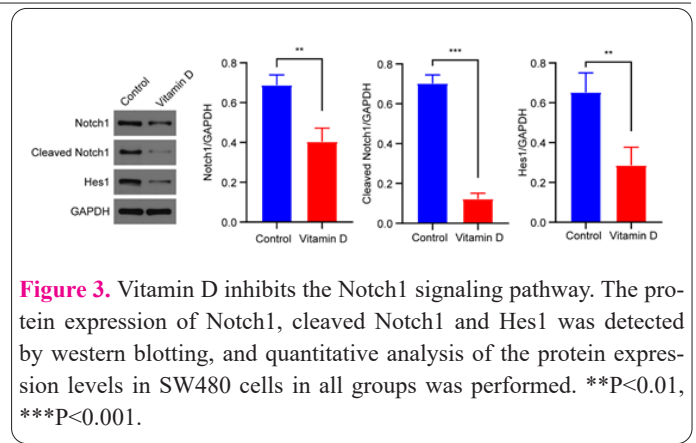 Control
Vitamin D
Notch1
Cleaved Notch1
Hes1
GAPDH
Notch1/GAPDH
0.8
0.6
0.4
0.2
0.0
**
Control
Vitamin D
Cleaved Notch1/GAPDH
0.8
0.6
0.4
0.2
0.0
***
Control
Vitamin D
Hes1/GAPDH
0.8
0.6
0.4
0.2
0.0
**
Control
Vitamin D
Figure 3. Vitamin D inhibits the Notch1 signaling pathway. The pro-
tein expression of Notch1, cleaved Notch1 and Hes1 was detected
by western blotting, and quantitative analysis of the protein expres-
sion levels in SW480 cells in all groups was performed. **P<0.01,
***P<0.001.